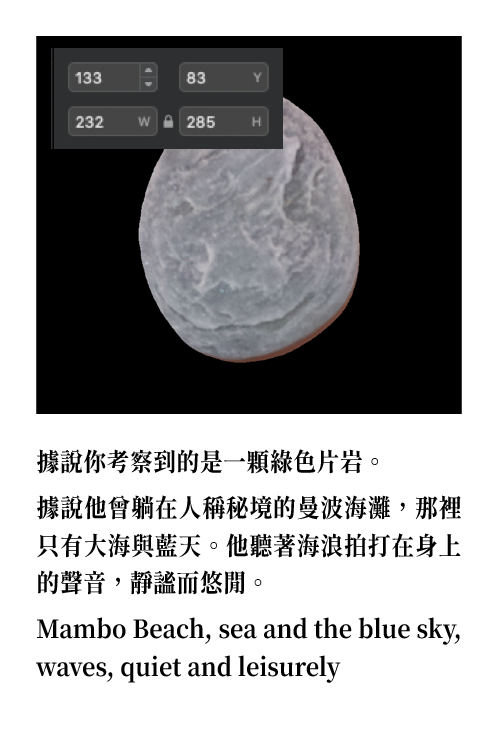 133
83 Y
232 W
285 H
據說你考察到的是一顆綠色片岩。
據說他曾躺在人稱秘境的曼波海灘，那裡
只有大海與藍天。他聽著海浪拍打在身上
的聲音，靜謐而悠閒。
Mambo Beach, sea and the blue sky,
waves, quiet and leisurely